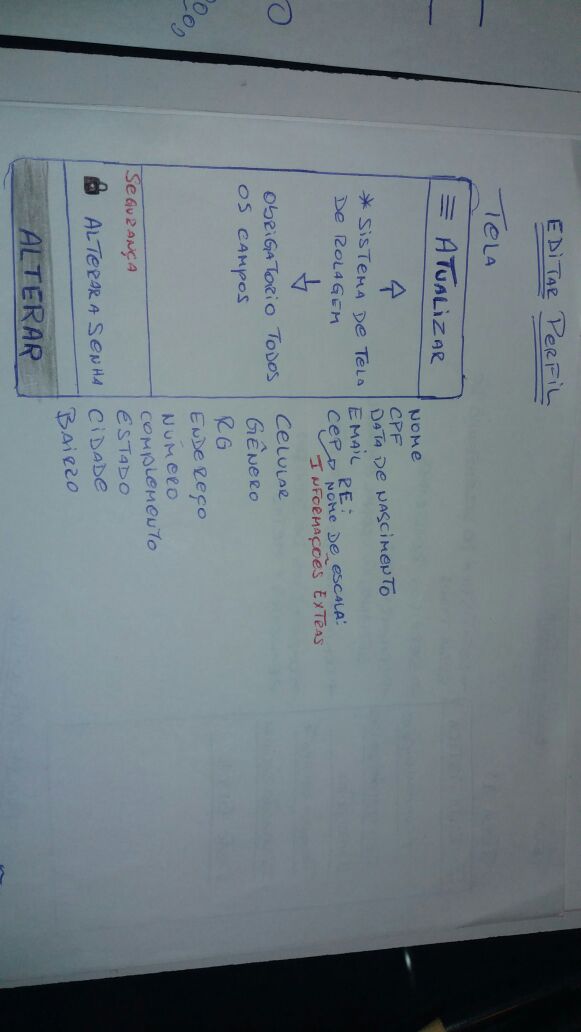 EDITAR PERFIL
TELA
ATUALIZAR
* SISTEMA DE TELA
DE ROLAGEM
OBRIGATORIO TODOS
OS CAMPOS
SEGURANÇA
ALTERAR A SENHA
ALTERAR
NOME
CPF
DATA DE NASCIMENTO
EMAIL
CEP
RE:
NOME DE ESCALA:
INFORMAÇÕES EXTRAS
CELULAR
GÊNERO
RG
ENDEREÇO
NÚMERO
COMPLEMENTO
ESTADO
CIDADE
BAIRRO